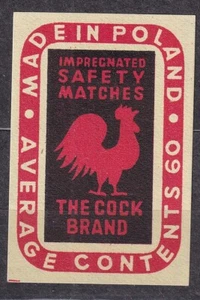 MADE IN POLAND
IMPREGNATED
SAFETY
MATCHES
THE COCK
BRAND
AVERAGE CONTENTS 60